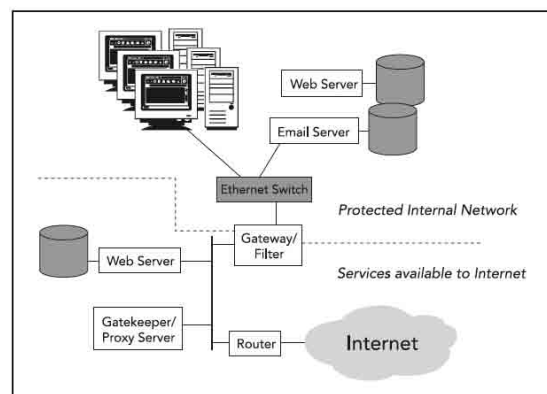 Web Server
Email Server
Ethernet Switch
Protected Internal Network
Gateway/
Filter
Web Server
Services available to Internet
Gatekeeper/
Proxy Server
Router
Internet